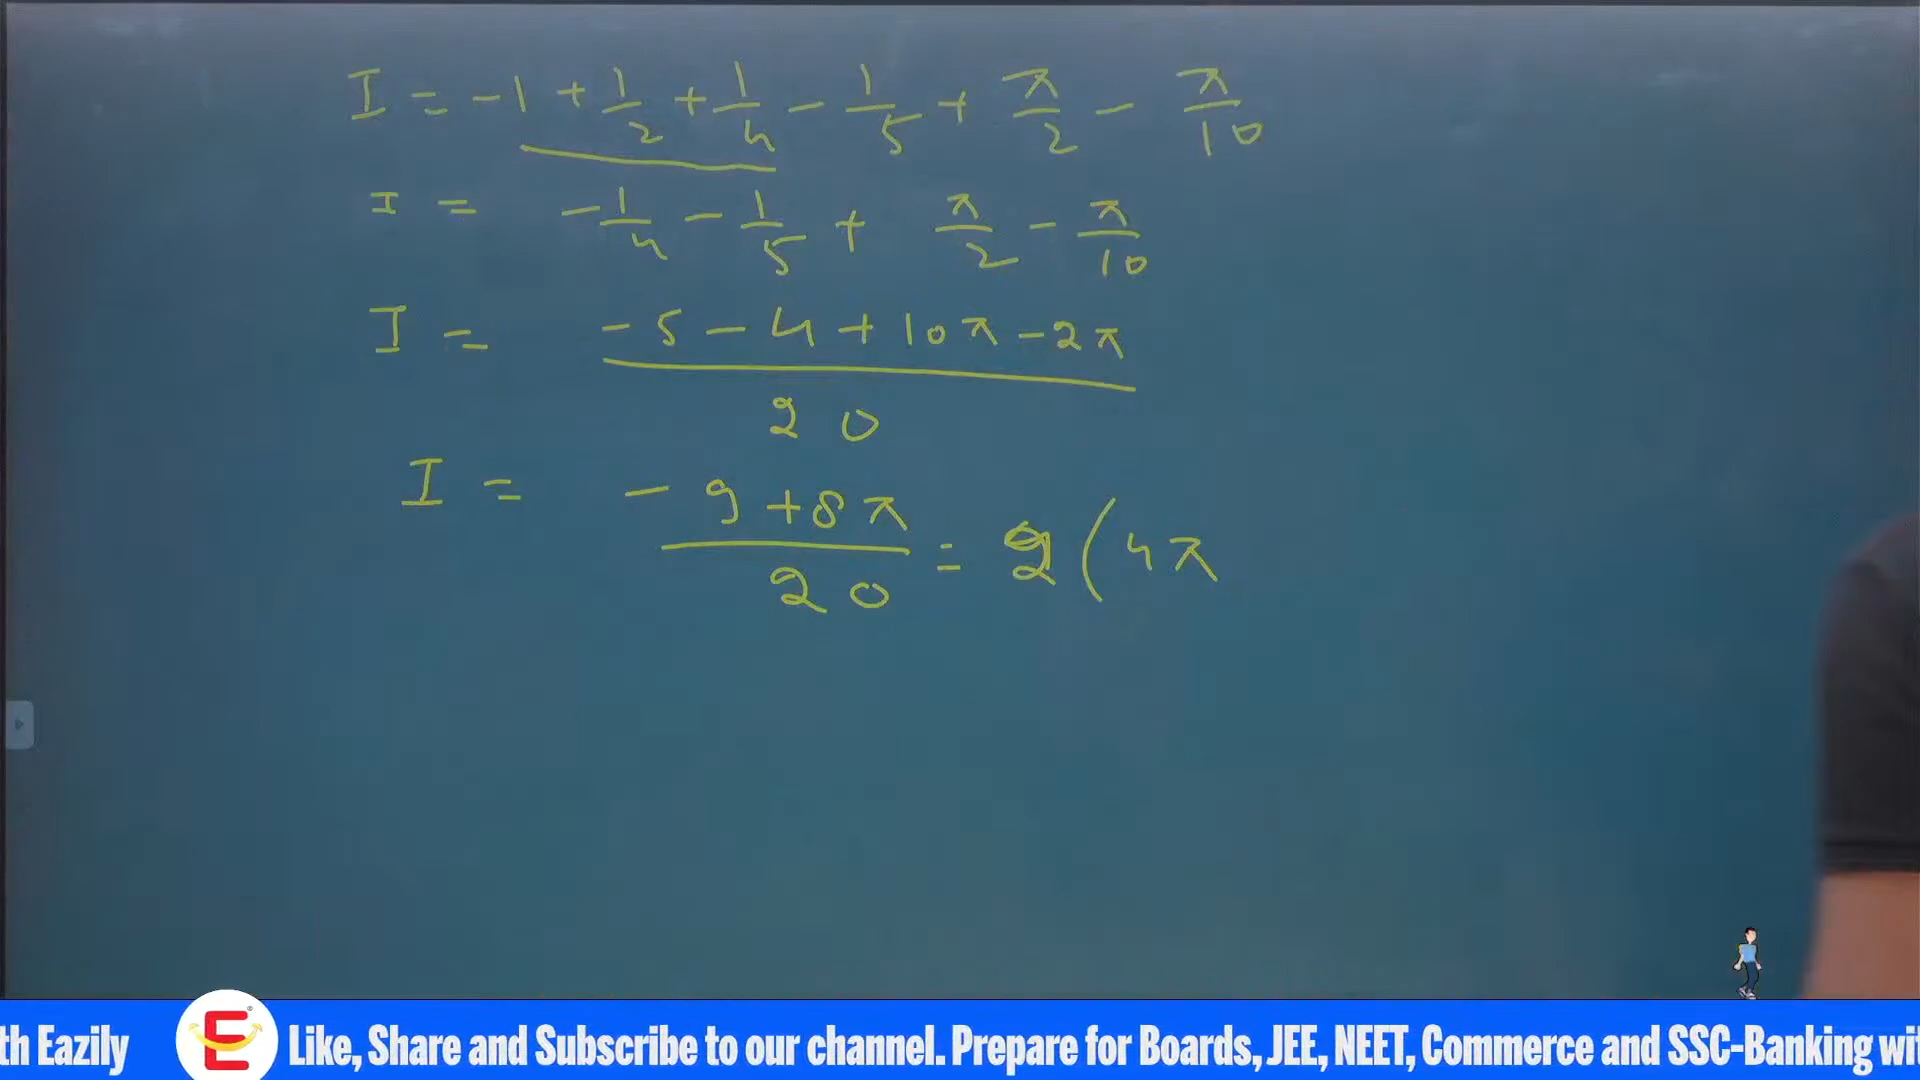 I = -1 + 1/2 + 1/4 - 1/5 + π/2 - π/10
I = -1/4 - 1/5 + π/2 - π/10
I = (-5 - 4 + 10π - 2π)/20
I = (-9 + 8π)/20 = 2(4π
th Eazily E Like, Share and Subscribe to our channel. Prepare for Boards, JEE, NEET, Commerce and SSC-Banking wit